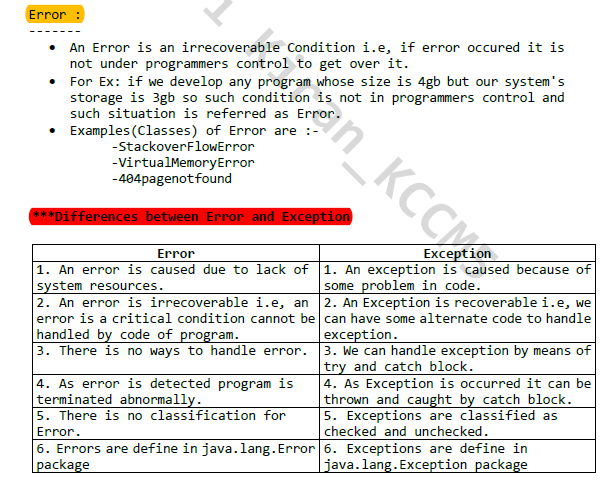 Error :
-------
• An Error is an irrecoverable Condition i.e, if error occured it is
not under programmers control to get over it.
• For Ex: if we develop any program whose size is 4gb but our system's
storage is 3gb so such condition is not in programmers control and
such situation is referred as Error.
• Examples(Classes) of Error are :-
-StackoverFlowError
-VirtualMemoryError
-404pagenotfound
***Differences between Error and Exception
Error
Exception
1. An error is caused due to lack of
system resources.
1. An exception is caused because of
some problem in code.
2. An error is irrecoverable i.e, an
error is a critical condition cannot be
handled by code of program.
2. An Exception is recoverable i.e, we
can have some alternate code to handle
exception.
3. There is no ways to handle error.
3. We can handle exception by means of
try and catch block.
4. As error is detected program is
terminated abnormally.
4. As Exception is occurred it can be
thrown and caught by catch block.
5. There is no classification for
Error.
5. Exceptions are classified as
checked and unchecked.
6. Errors are define in java.lang.Error
package
6. Exceptions are define in
java.lang.Exception package
Kiran_KCCMS